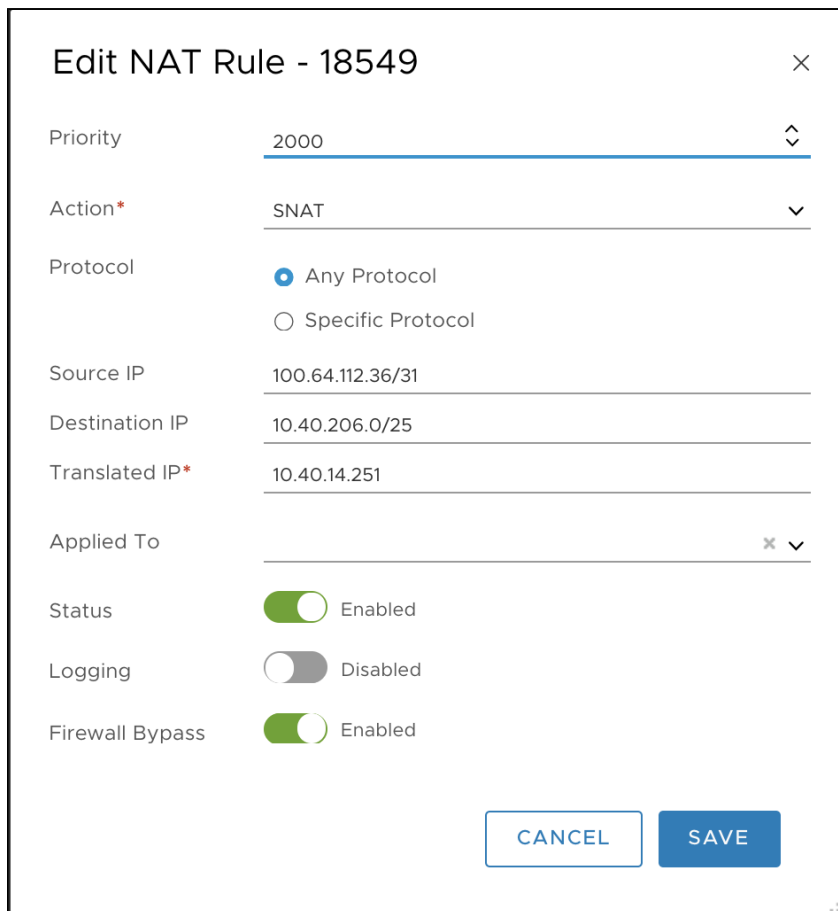 Edit NAT Rule - 18549
Priority
2000
Action*
SNAT
Protocol
Any Protocol
Specific Protocol
Source IP
100.64.112.36/31
Destination IP
10.40.206.0/25
Translated IP*
10.40.14.251
Applied To
Status
Enabled
Logging
Disabled
Firewall Bypass
Enabled
CANCEL
SAVE